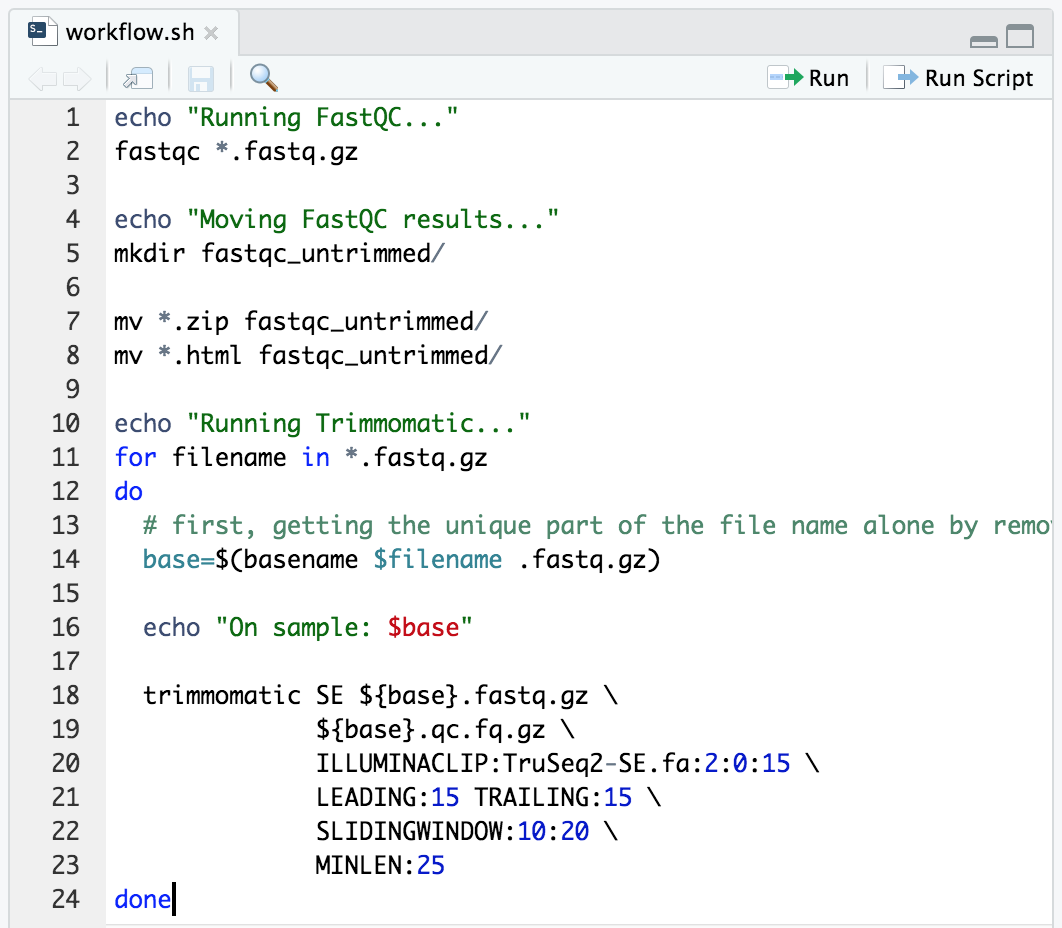 workflow.sh
Run
Run Script
1 echo "Running FastQC..."
2 fastqc *.fastq.gz
3
4 echo "Moving FastQC results..."
5 mkdir fastqc_untrimmed/
6
7 mv *.zip fastqc_untrimmed/
8 mv *.html fastqc_untrimmed/
9
10 echo "Running Trimmomatic..."
11 for filename in *.fastq.gz
12 do
13   # first, getting the unique part of the file name alone by remo
14   base=$(basename $filename .fastq.gz)
15
16   echo "On sample: $base"
17
18   trimmomatic SE ${base}.fastq.gz \
19               ${base}.qc.fq.gz \
20               ILLUMINACLIP:TruSeq2-SE.fa:2:0:15 \
21               LEADING:15 TRAILING:15 \
22               SLIDINGWINDOW:10:20 \
23               MINLEN:25
24 done